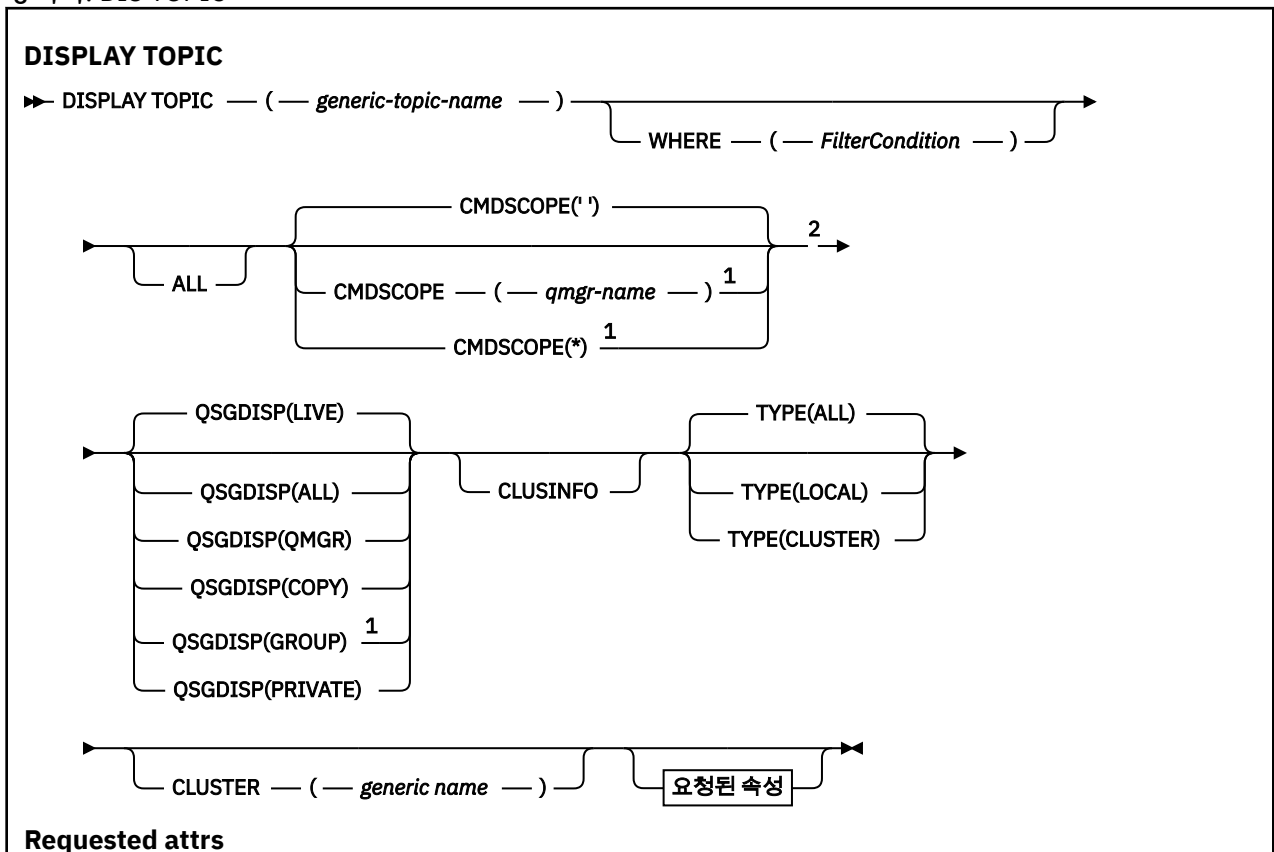 DISPLAY TOPIC
DISPLAY TOPIC ( generic-topic-name )
WHERE ( FilterCondition )
CMDSCOPE(' ')
2
ALL
CMDSCOPE ( qmgr-name ) 1
CMDSCOPE(*) 1
QSGDISP(LIVE)
QSGDISP(ALL)
QSGDISP(QMGR)
QSGDISP(COPY)
QSGDISP(GROUP) 1
QSGDISP(PRIVATE)
CLUSINFO
TYPE(ALL)
TYPE(LOCAL)
TYPE(CLUSTER)
CLUSTER ( generic name )
요청된 속성
Requested attrs